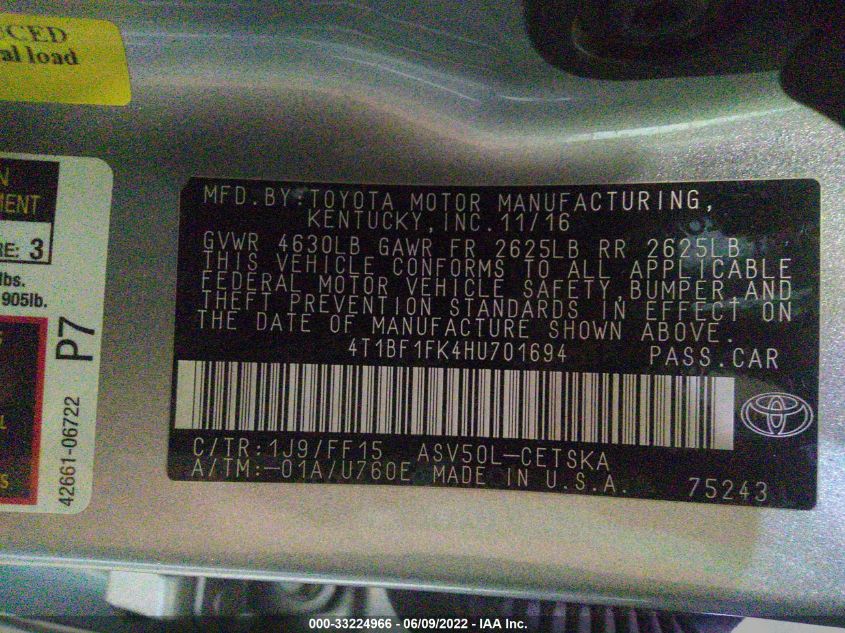 UCED
al load
N
MENT
RE: 3
lbs.
905lb.
P7
42661-06722
L
S
MFD.BY:TOYOTA MOTOR MANUFACTURING,
KENTUCKY,INC.11/16
GVWR 4630LB GAWR FR 2625LB RR 2625LB
THIS VEHICLE CONFORMS TO ALL APPLICABLE
FEDERAL MOTOR VEHICLE SAFETY,BUMPER AND
THEFT PREVENTION STANDARDS IN EFFECT ON
THE DATE OF MANUFACTURE SHOWN ABOVE.
4T1BF1FK4HU701694 PASS.CAR
C/TR:1J9/FF15 ASV50L-CETSKA
A/TM:-01A/U760E MADE IN U.S.A. 75243
000-33224966 - 06/09/2022 - IAA Inc.